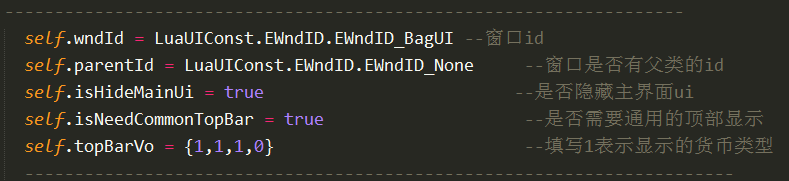 --------------------------------------------------------------------
self.wndId = LuaUIConst.EWndID.EWndID_BagUI --窗口id
self.parentId = LuaUIConst.EWndID.EWndID_None --窗口是否有父类的id
self.isHideMainUi = true --是否隐藏主界面ui
self.isNeedCommonTopBar = true --是否需要通用的顶部显示
self.topBarVo = {1,1,1,0} --填写1表示显示的货币类型
-----------------------------------------------------------------------